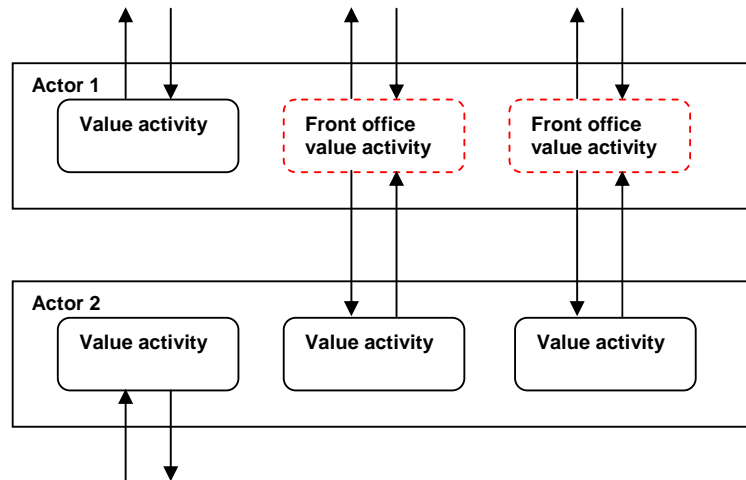 Actor 1
Value activity
Front office
value activity
Front office
value activity
Actor 2
Value activity
Value activity
Value activity